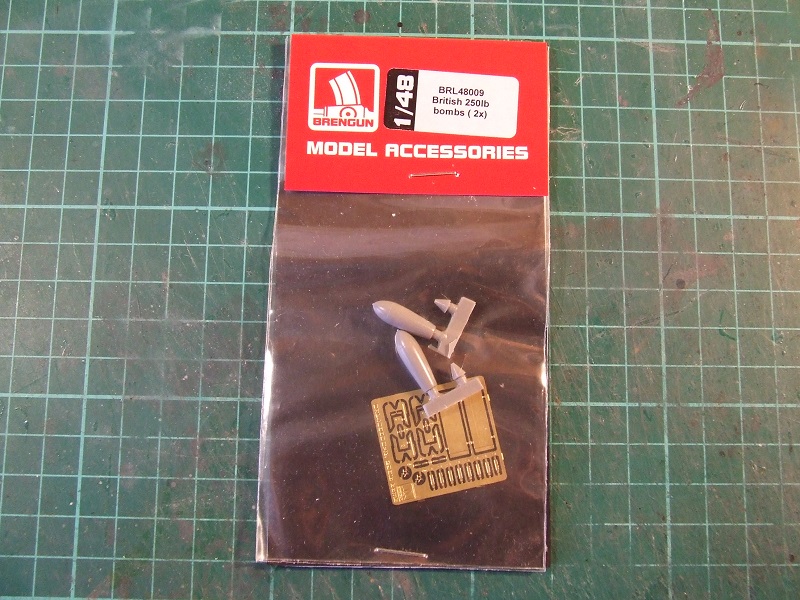 BRENGUN
1/48
BRL48009
British 250lb
bombs ( 2x)
MODEL ACCESSORIES